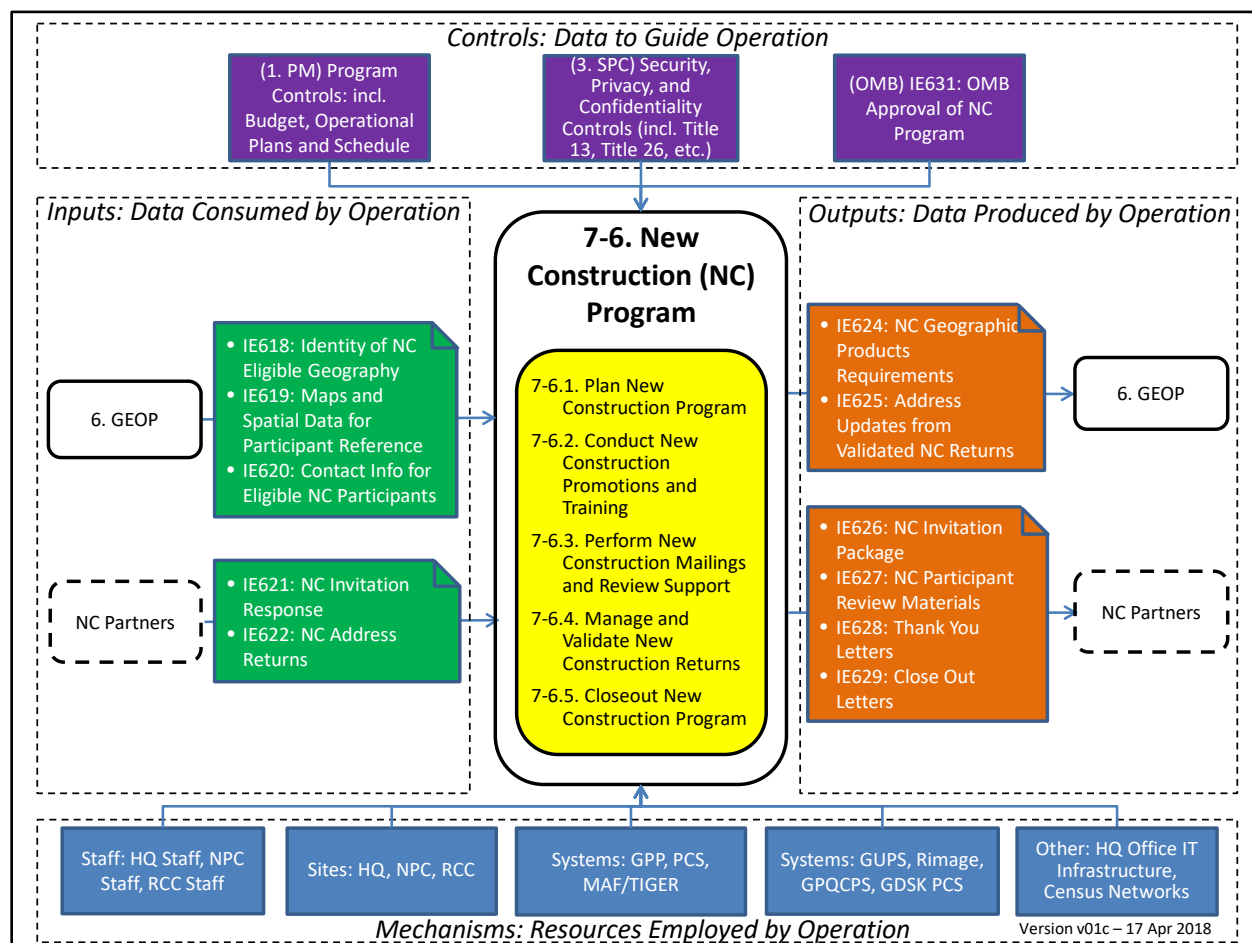 Controls: Data to Guide Operation
(1. PM) Program
Controls: incl.
Budget, Operational
Plans and Schedule
(3. SPC) Security,
Privacy, and
Confidentiality
Controls (incl. Title
13, Title 26, etc.)
(OMB) IE631: OMB
Approval of NC
Program
Inputs: Data Consumed by Operation
6. GEOP
• IE618: Identity of NC
Eligible Geography
• IE619: Maps and
Spatial Data for
Participant Reference
• IE620: Contact Info for
Eligible NC Participants
NC Partners
• IE621: NC Invitation
Response
• IE622: NC Address
Returns
7-6. New
Construction (NC)
Program
7-6.1. Plan New
Construction Program
7-6.2. Conduct New
Construction
Promotions and
Training
7-6.3. Perform New
Construction Mailings
and Review Support
7-6.4. Manage and
Validate New
Construction Returns
7-6.5. Closeout New
Construction Program
Outputs: Data Produced by Operation
• IE624: NC Geographic
Products
Requirements
• IE625: Address
Updates from
Validated NC Returns
6. GEOP
• IE626: NC Invitation
Package
• IE627: NC Participant
Review Materials
• IE628: Thank You
Letters
• IE629: Close Out
Letters
NC Partners
Staff: HQ Staff, NPC
Staff, RCC Staff
Sites: HQ, NPC, RCC
Systems: GPP, PCS,
MAF/TIGER
Systems: GUPS, Rimage,
GPQCPS, GDSK PCS
Other: HQ Office IT
Infrastructure,
Census Networks
Mechanisms: Resources Employed by Operation
Version v01c – 17 Apr 2018